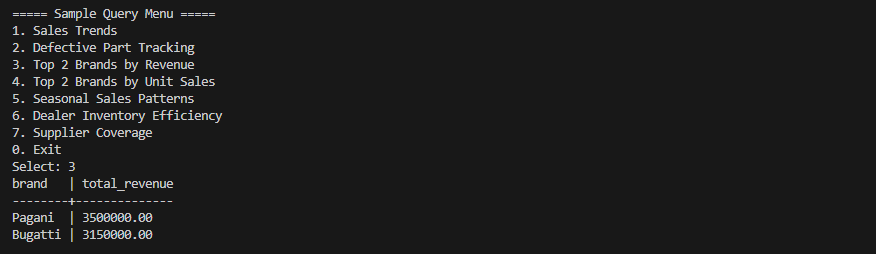 ===== Sample Query Menu =====
1. Sales Trends
2. Defective Part Tracking
3. Top 2 Brands by Revenue
4. Top 2 Brands by Unit Sales
5. Seasonal Sales Patterns
6. Dealer Inventory Efficiency
7. Supplier Coverage
0. Exit
Select: 3
brand   | total_revenue
--------+--------------
Pagani  | 3500000.00
Bugatti | 3150000.00